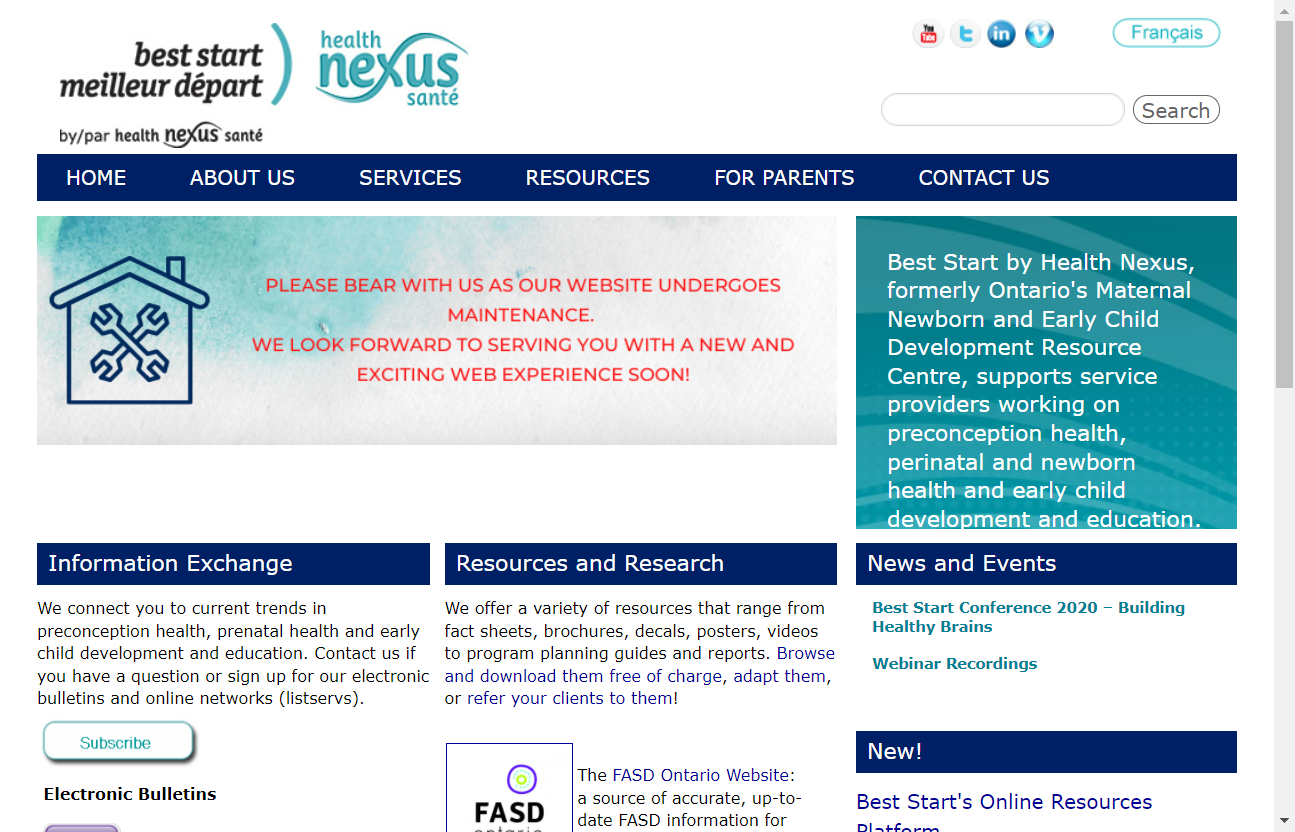 best start
meilleur départ
by/par health nexus santé
health
nexus
santé
You
Tube
t
in
Français
Search
HOME
ABOUT US
SERVICES
RESOURCES
FOR PARENTS
CONTACT US
PLEASE BEAR WITH US AS OUR WEBSITE UNDERGOES
MAINTENANCE.
WE LOOK FORWARD TO SERVING YOU WITH A NEW AND
EXCITING WEB EXPERIENCE SOON!
Best Start by Health Nexus,
formerly Ontario's Maternal
Newborn and Early Child
Development Resource
Centre, supports service
providers working on
preconception health,
perinatal and newborn
health and early child
development and education.
Information Exchange
We connect you to current trends in
preconception health, prenatal health and early
child development and education. Contact us if
you have a question or sign up for our electronic
bulletins and online networks (listservs).
Subscribe
Electronic Bulletins
Resources and Research
We offer a variety of resources that range from
fact sheets, brochures, decals, posters, videos
to program planning guides and reports. Browse
and download them free of charge, adapt them,
or refer your clients to them!
FASD
ontario
The FASD Ontario Website:
a source of accurate, up-to-
date FASD information for
News and Events
Best Start Conference 2020 – Building
Healthy Brains
Webinar Recordings
New!
Best Start's Online Resources
Platform